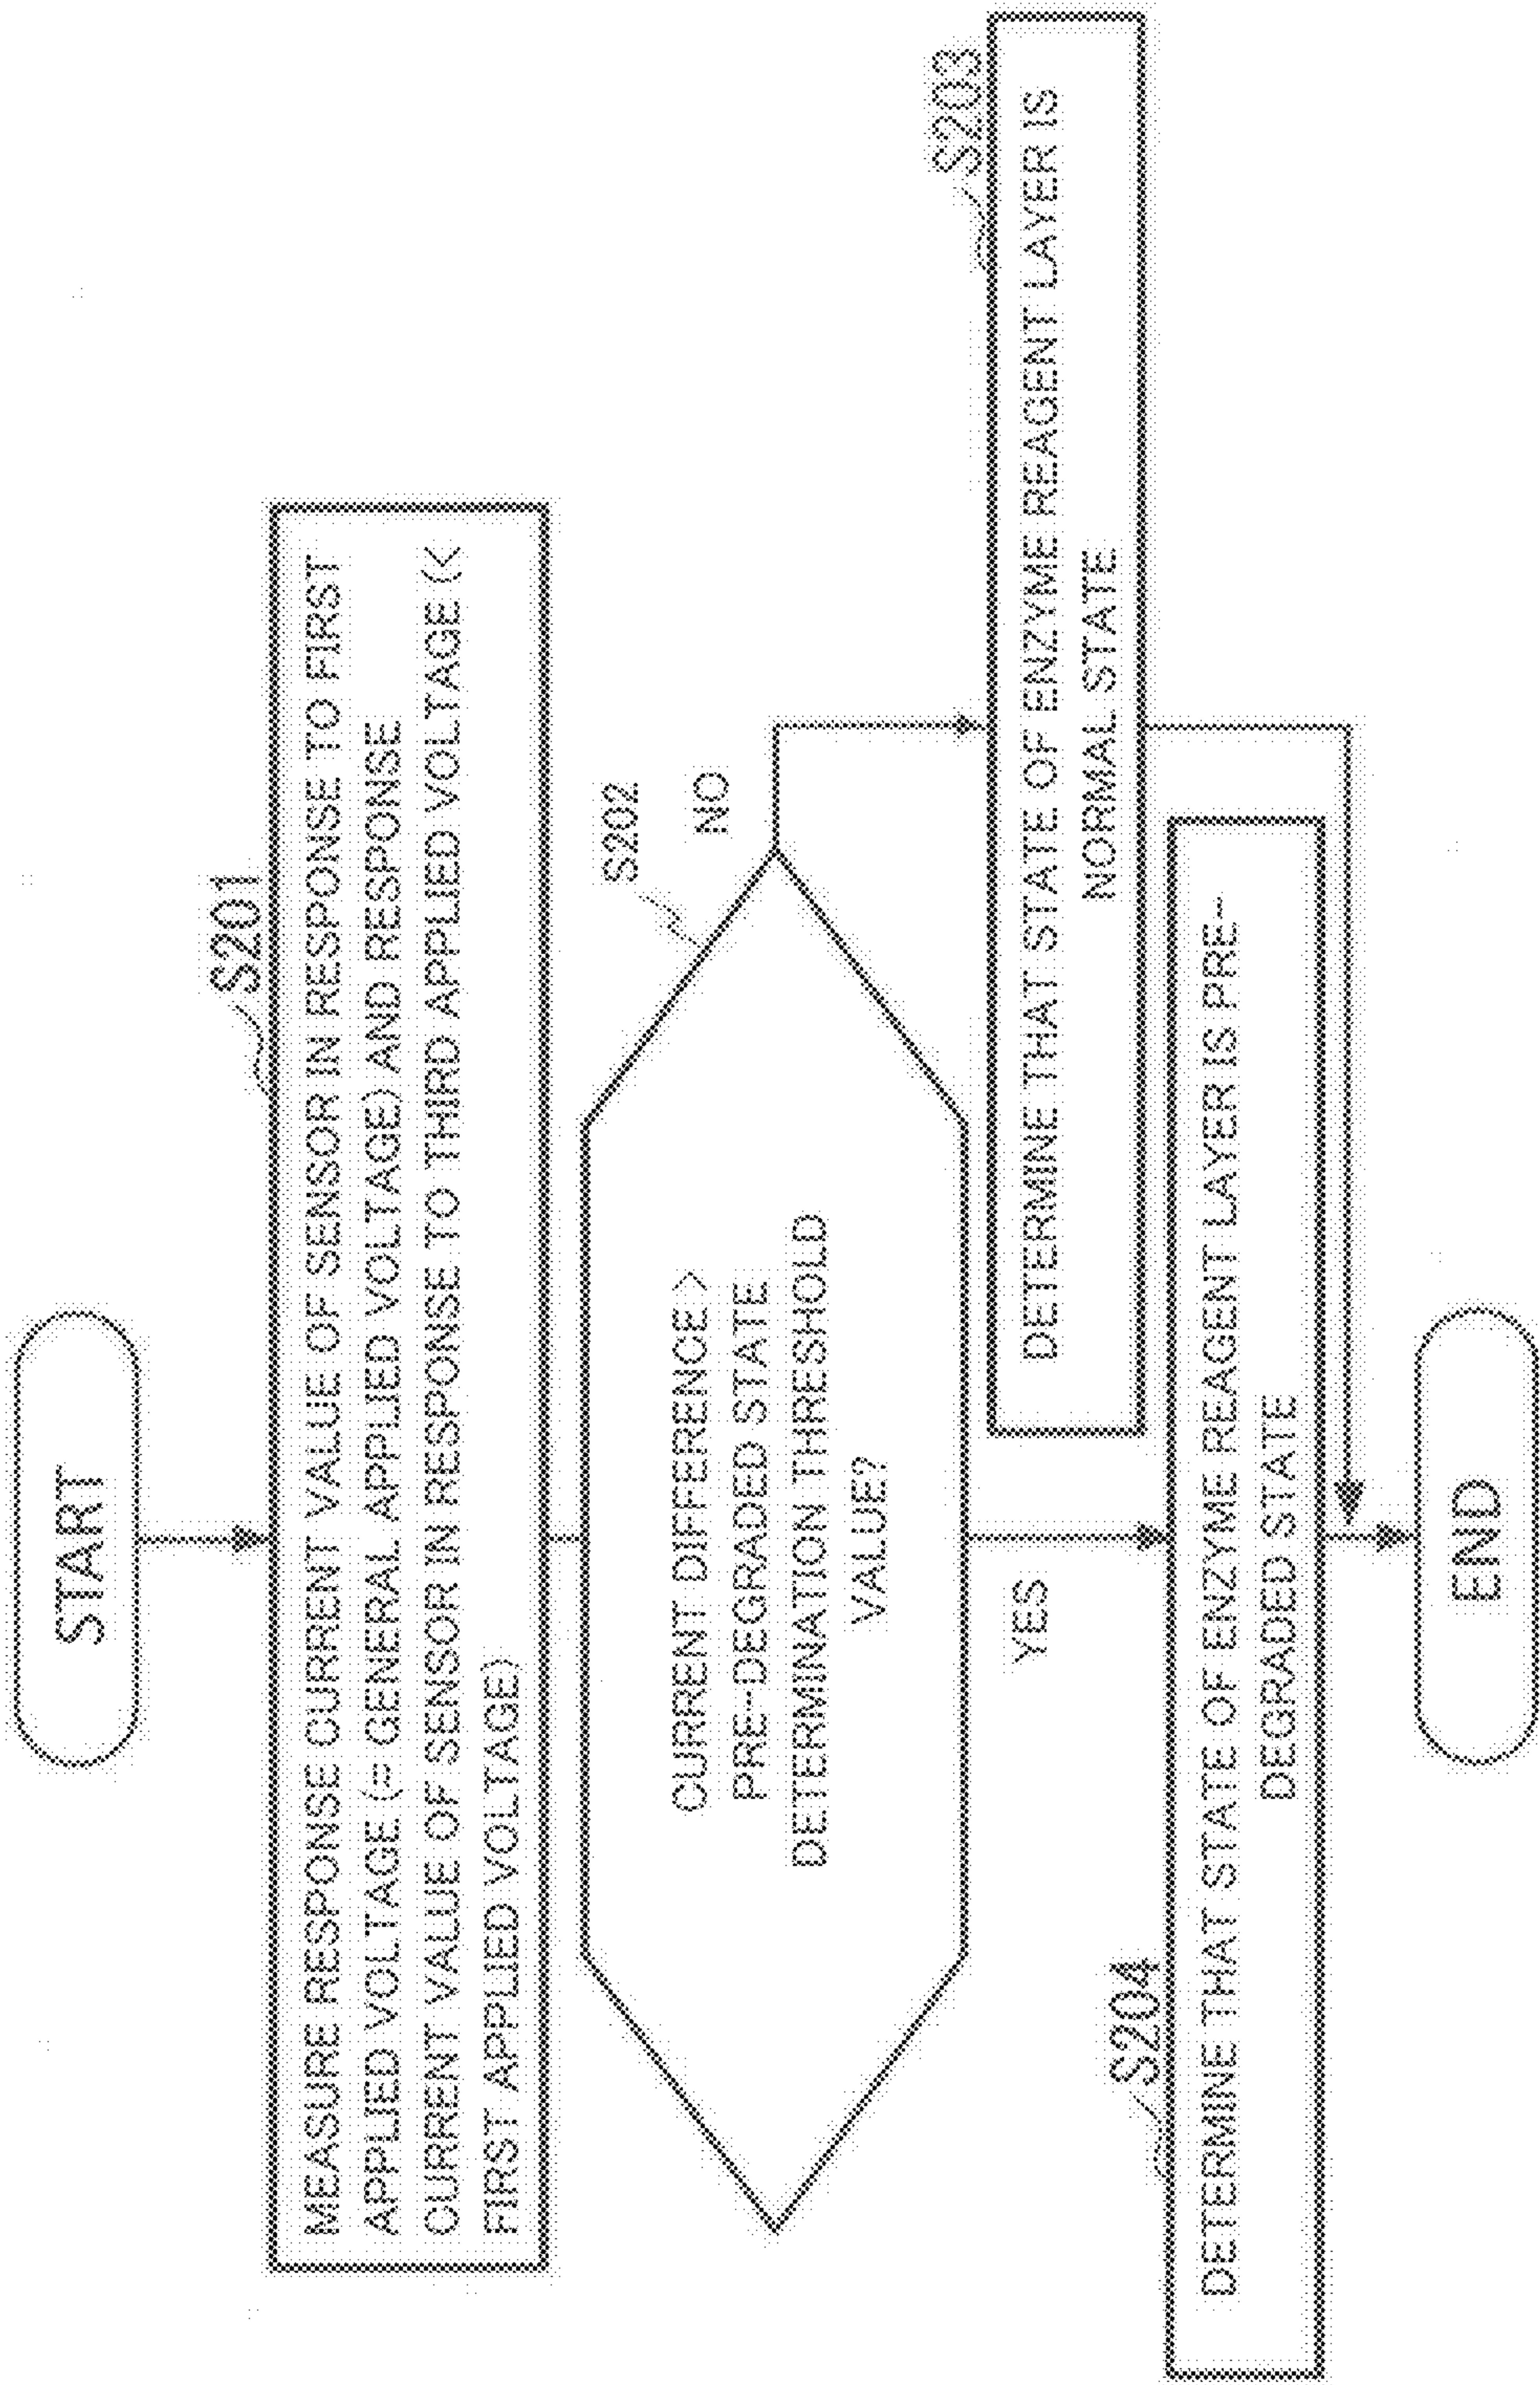 START
S201
MEASURE RESPONSE CURRENT VALUE OF SENSOR IN RESPONSE TO FIRST
APPLIED VOLTAGE (= GENERAL APPLIED VOLTAGE) AND RESPONSE
CURRENT VALUE OF SENSOR IN RESPONSE TO THIRD APPLIED VOLTAGE (<
FIRST APPLIED VOLTAGE)
S202
CURRENT DIFFERENCE >
PRE-DEGRADED STATE
DETERMINATION THRESHOLD
VALUE?
NO
YES
S203
DETERMINE THAT STATE OF ENZYME REAGENT LAYER IS
NORMAL STATE
S204
DETERMINE THAT STATE OF ENZYME REAGENT LAYER IS PRE-
DEGRADED STATE
END